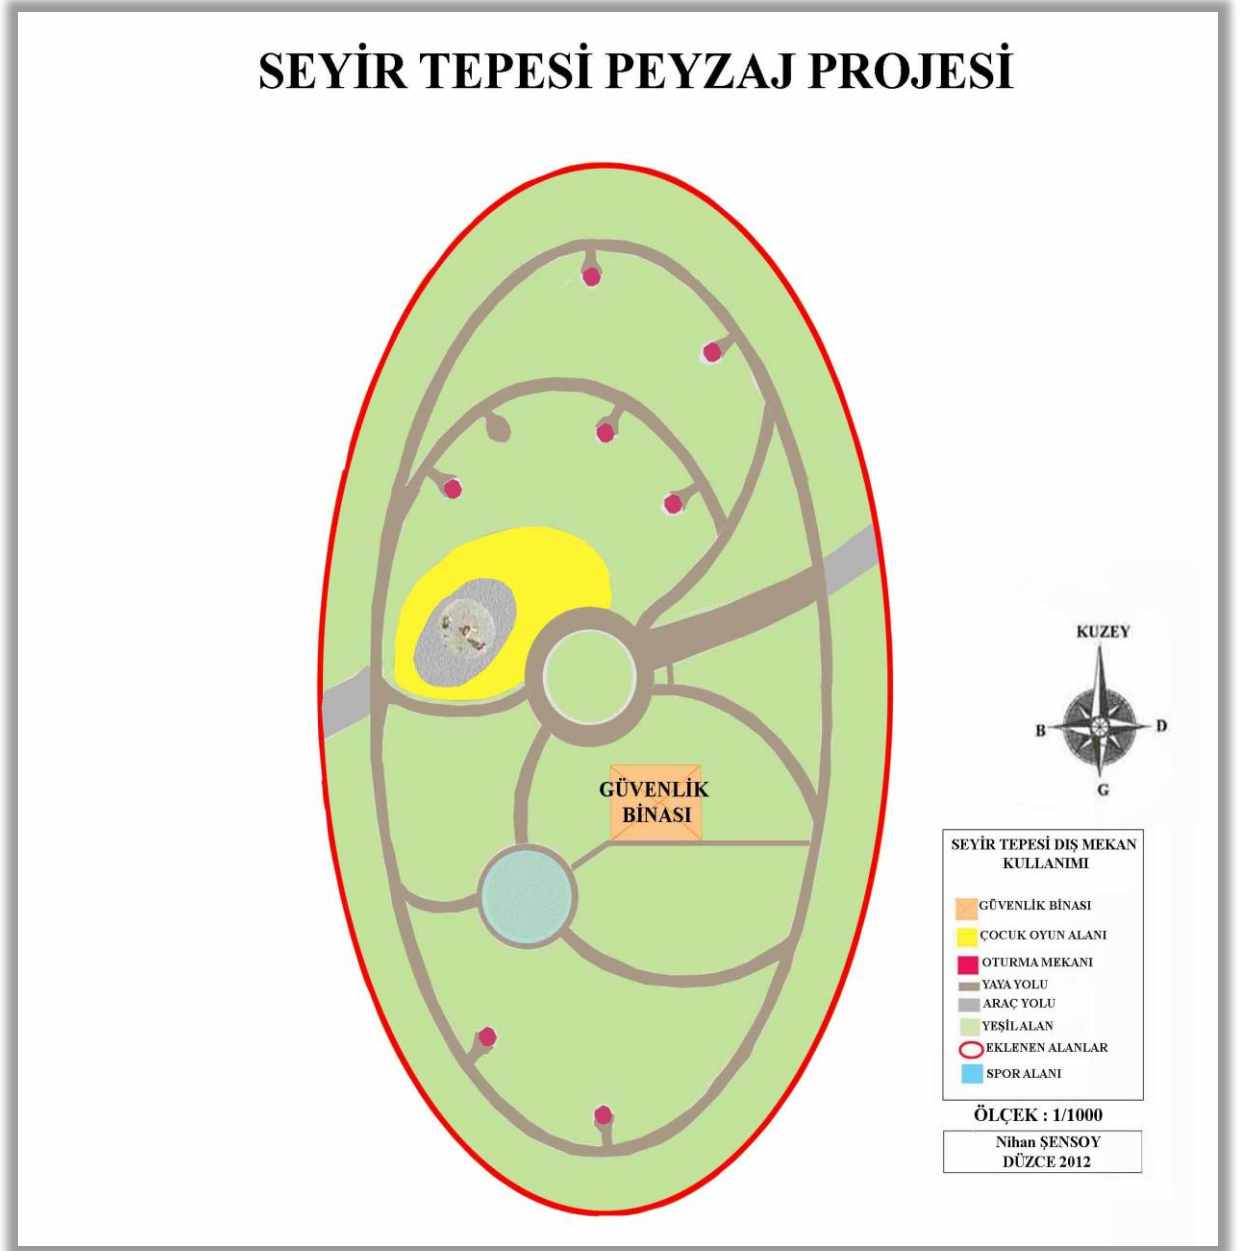 SEYİR TEPESİ PEYZAJ PROJESİ
GÜVENLİK
BİNASI
KUZEY
B
D
G
SEYİR TEPESİ DIŞ MEKAN
KULLANIMI
GÜVENLİK BİNASI
ÇOCUK OYUN ALANI
OTURMA MEKANI
YAYA YOLU
ARAÇ YOLU
YEŞİL ALAN
EKLENEN ALANLAR
SPOR ALANI
ÖLÇEK : 1/1000
Nihan ŞENSOY
DÜZCE 2012